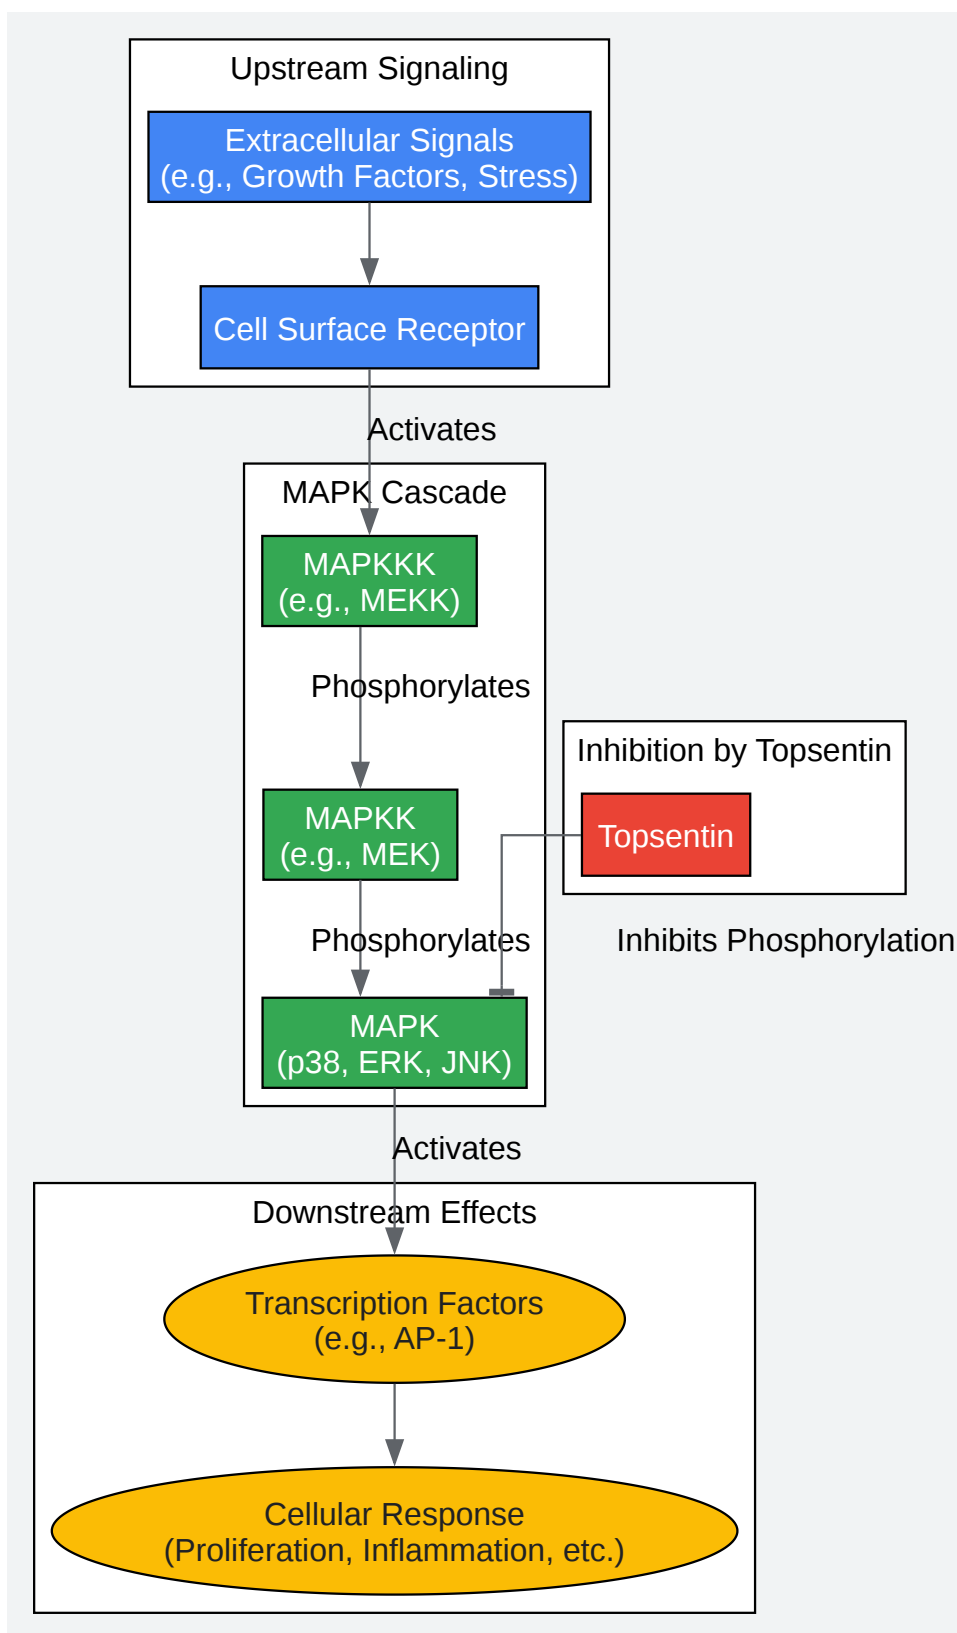 Upstream Signaling
Extracellular Signals
(e.g., Growth Factors, Stress)
Cell Surface Receptor
Activates
MAPK Cascade
MAPKKK
(e.g., MEKK)
Phosphorylates
Inhibition by Topsentin
MAPKK
(e.g., MEK)
Topsentin
Phosphorylates
Inhibits Phosphorylation
MAPK
(p38, ERK, JNK)
Activates
Downstream Effects
Transcription Factors
(e.g., AP-1)
Cellular Response
(Proliferation, Inflammation, etc.)